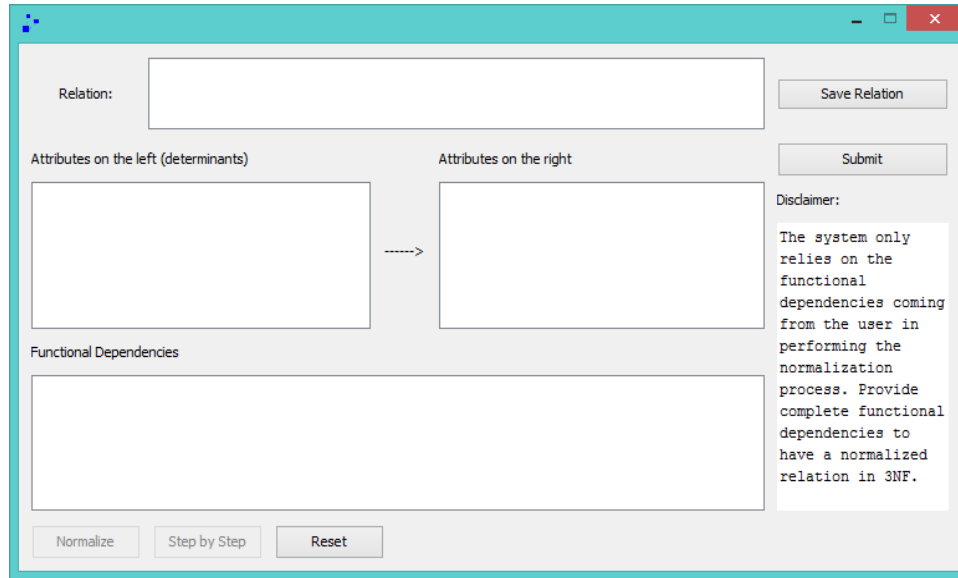 Relation:
Save Relation
Attributes on the left (determinants)
Attributes on the right
Submit
------>
Disclaimer:
The system only
relies on the
functional
dependencies coming
from the user in
performing the
normalization
process. Provide
complete functional
dependencies to
have a normalized
relation in 3NF.
Functional Dependencies
Normalize
Step by Step
Reset